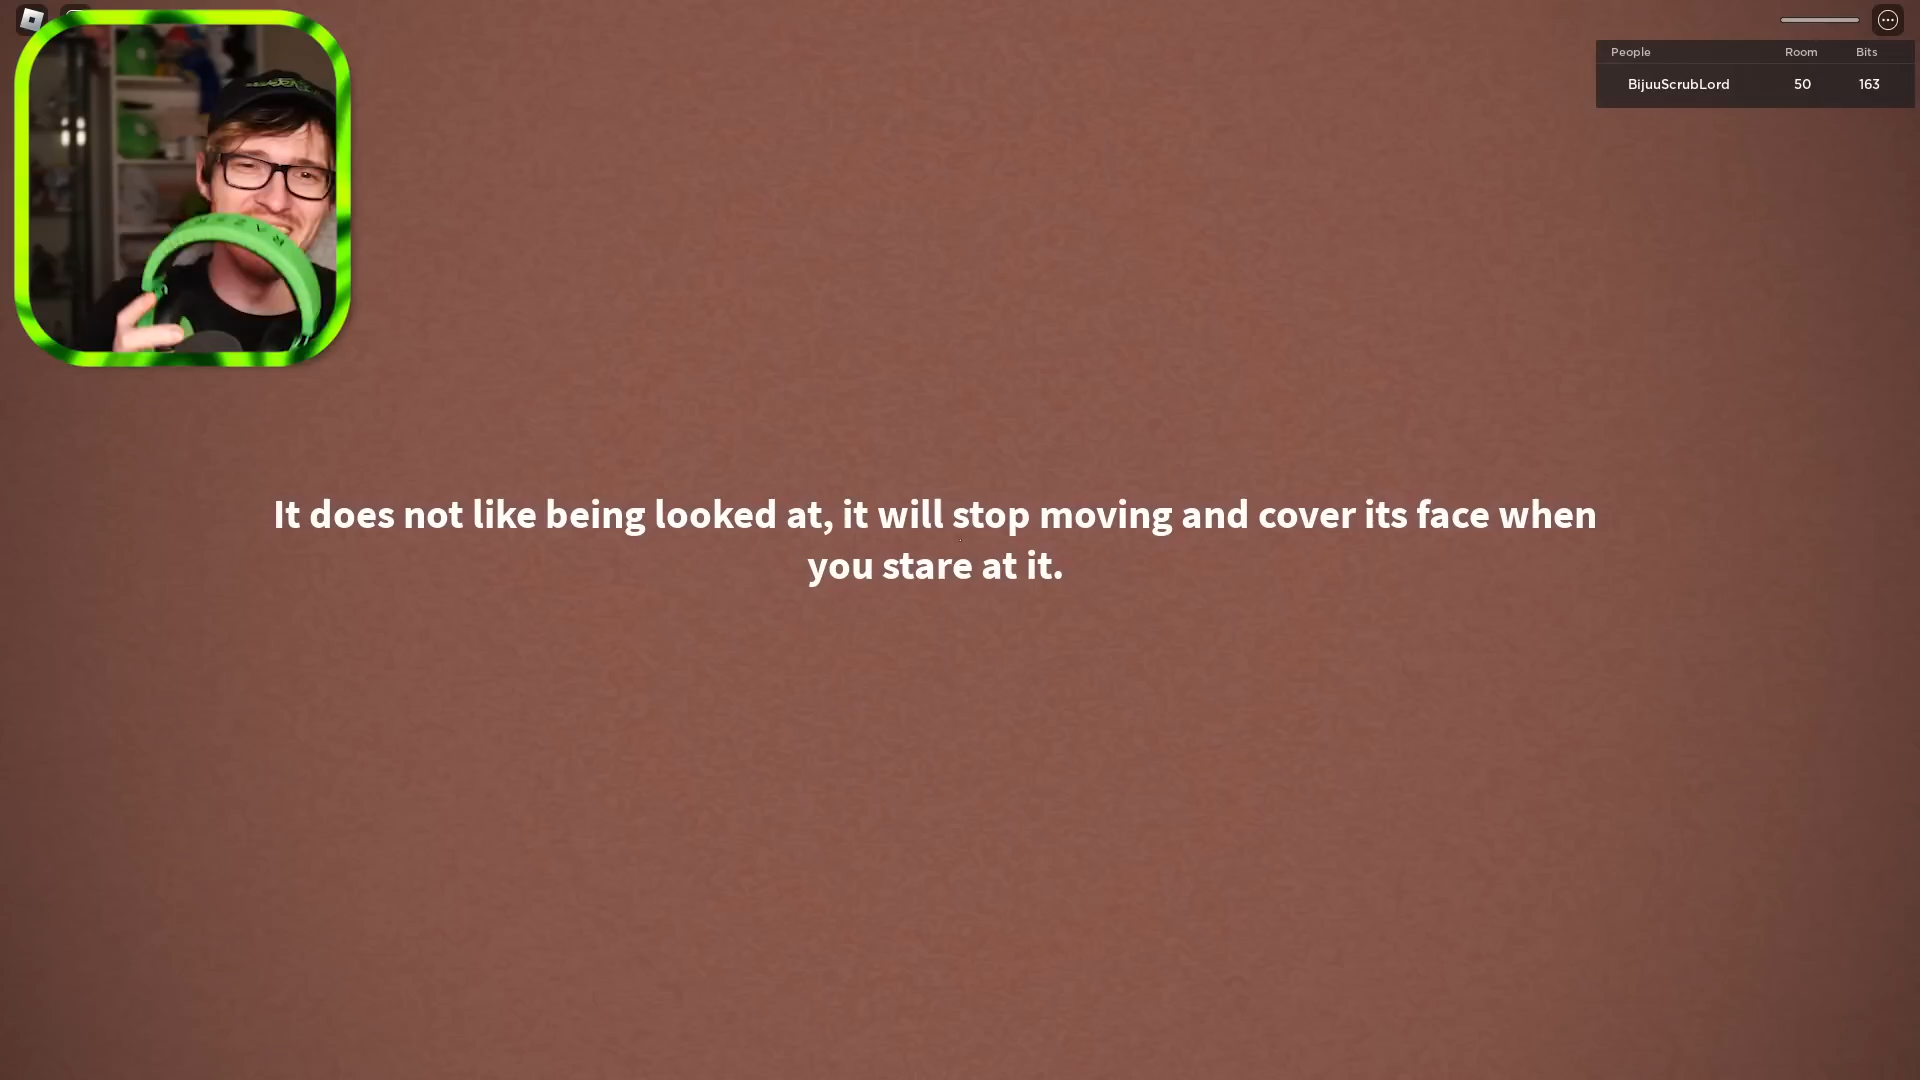 People Room Bits
BijuuScrubLord 50 163
RAZER
It does not like being looked at, it will stop moving and cover its face when
you stare at it.